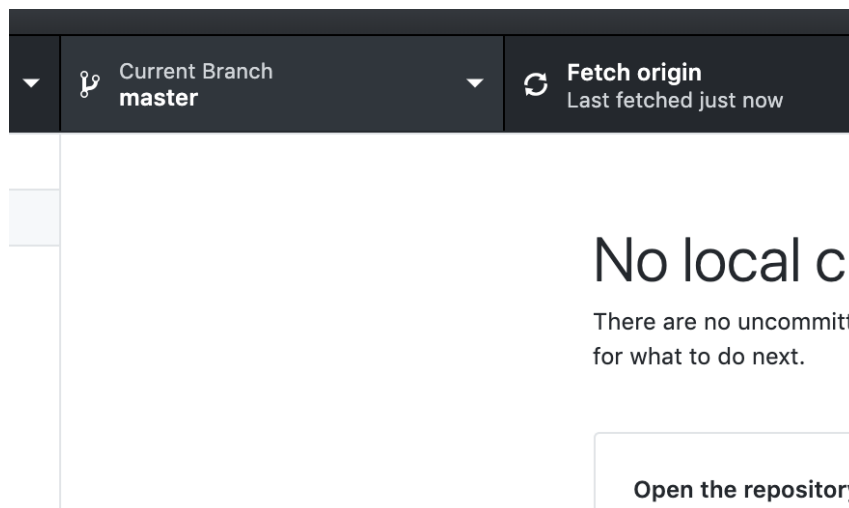 Current Branch
master
Fetch origin
Last fetched just now
No local c
There are no uncommitt
for what to do next.
Open the repository